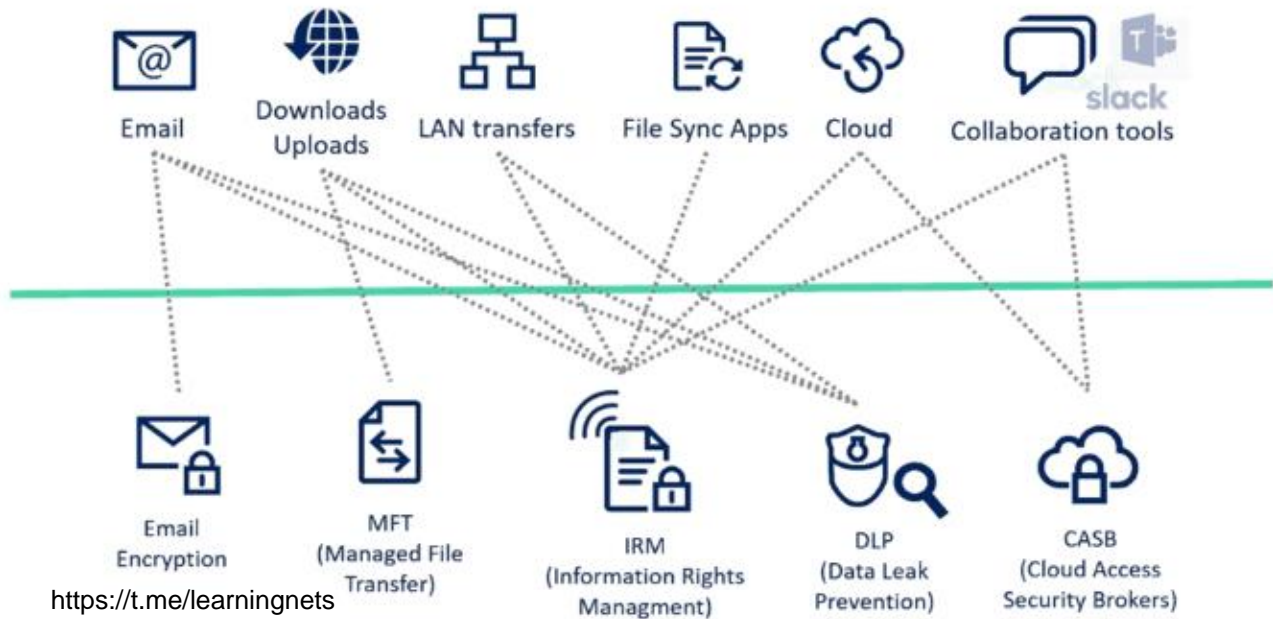 @
Email
Downloads
Uploads
LAN transfers
File Sync Apps
Cloud
T
slack
Collaboration tools
Email
Encryption
MFT
(Managed File
Transfer)
IRM
(Information Rights
Managment)
DLP
(Data Leak
Prevention)
CASB
(Cloud Access
Security Brokers)
https://t.me/learningnets